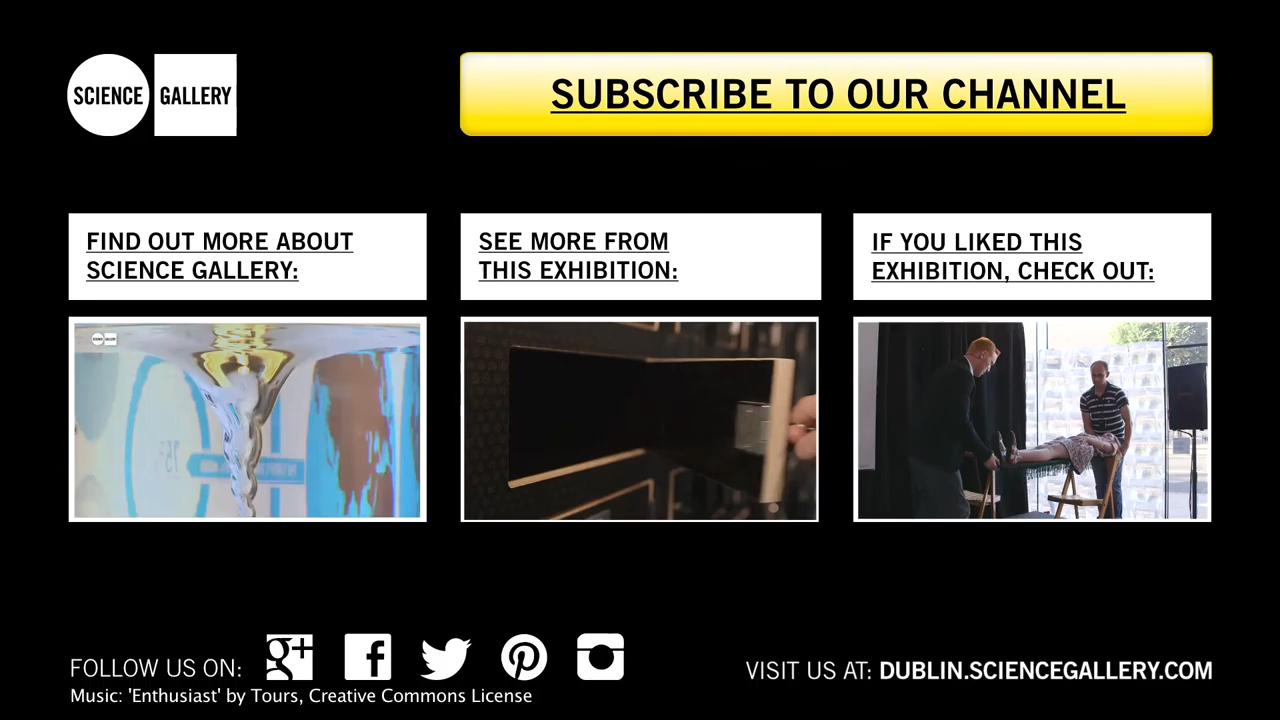 SCIENCE GALLERY
SUBSCRIBE TO OUR CHANNEL
FIND OUT MORE ABOUT
SCIENCE GALLERY:
SEE MORE FROM
THIS EXHIBITION:
IF YOU LIKED THIS
EXHIBITION, CHECK OUT:
SCIENCE GALLERY
FOLLOW US ON:
VISIT US AT: DUBLIN.SCIENCEGALLERY.COM
Music: 'Enthusiast' by Tours, Creative Commons License